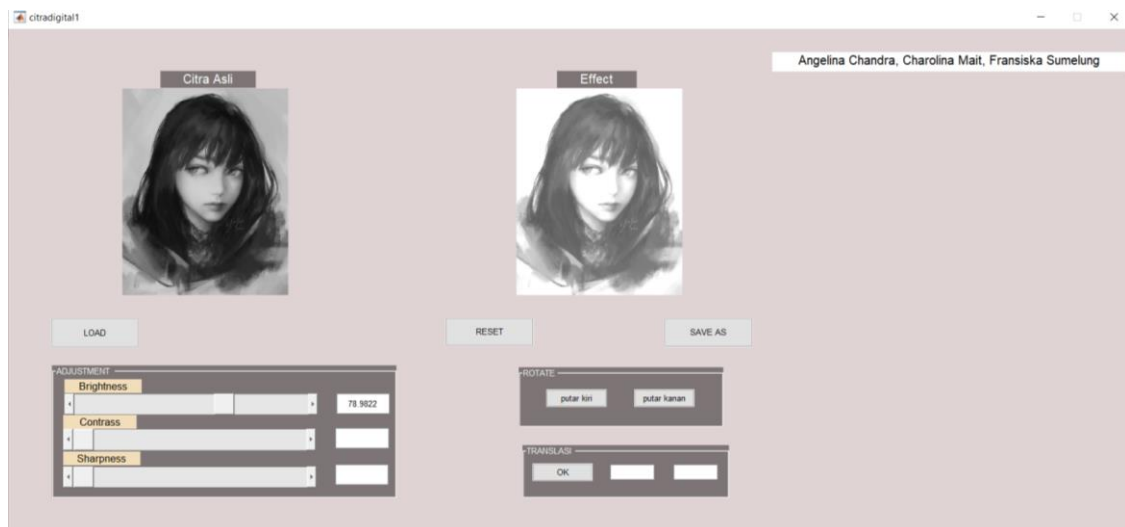 citradigital1
Angelina Chandra, Charolina Mait, Fransiska Sumelung
Citra Asli
Effect
LOAD
RESET
SAVE AS
ADJUSTMENT
Brightness
78.9822
Contrass
Sharpness
ROTATE
putar kiri
putar kanan
TRANSLASI
OK